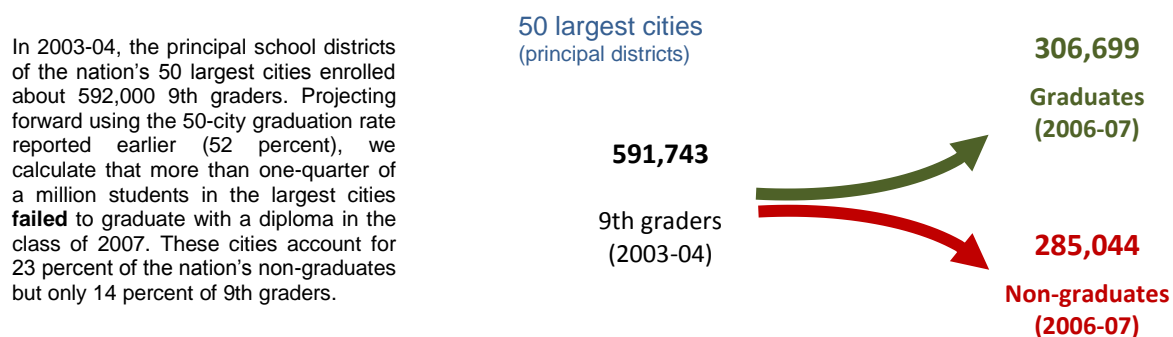 In 2003-04, the principal school districts
of the nation's 50 largest cities enrolled
about 592,000 9th graders. Projecting
forward using the 50-city graduation rate
reported earlier (52 percent), we
calculate that more than one-quarter of
a million students in the largest cities
failed to graduate with a diploma in the
class of 2007. These cities account for
23 percent of the nation's non-graduates
but only 14 percent of 9th graders.
50 largest cities
(principal districts)
591,743
9th graders
(2003-04)
306,699
Graduates
(2006-07)
285,044
Non-graduates
(2006-07)